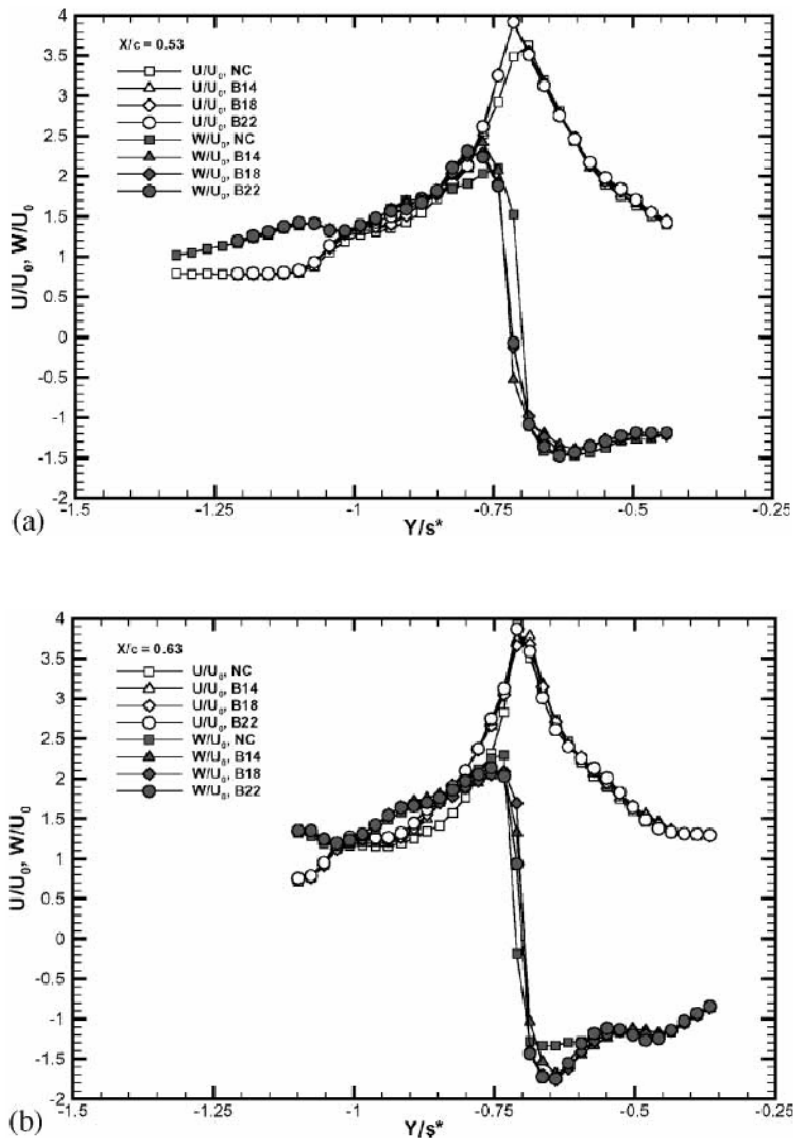 X/c = 0.53
U/U₀, NC
U/U₀, B14
U/U₀, B18
U/U₀, B22
W/U₀, NC
W/U₀, B14
W/U₀, B18
W/U₀, B22
U/U₀, W/U₀
4
3.5
3
2.5
2
1.5
1
0.5
0
-0.5
-1
-1.5
-2
-1.5
-1.25
-1
-0.75
-0.5
-0.25
Y/s*
(a)
X/c = 0.63
U/U₀, NC
U/U₀, B14
U/U₀, B18
U/U₀, B22
W/U₀, NC
W/U₀, B14
W/U₀, B18
W/U₀, B22
U/U₀, W/U₀
4
3.5
3
2.5
2
1.5
1
0.5
0
-0.5
-1
-1.5
-2
-1.5
-1.25
-1
-0.75
-0.5
-0.25
Y/s*
(b)